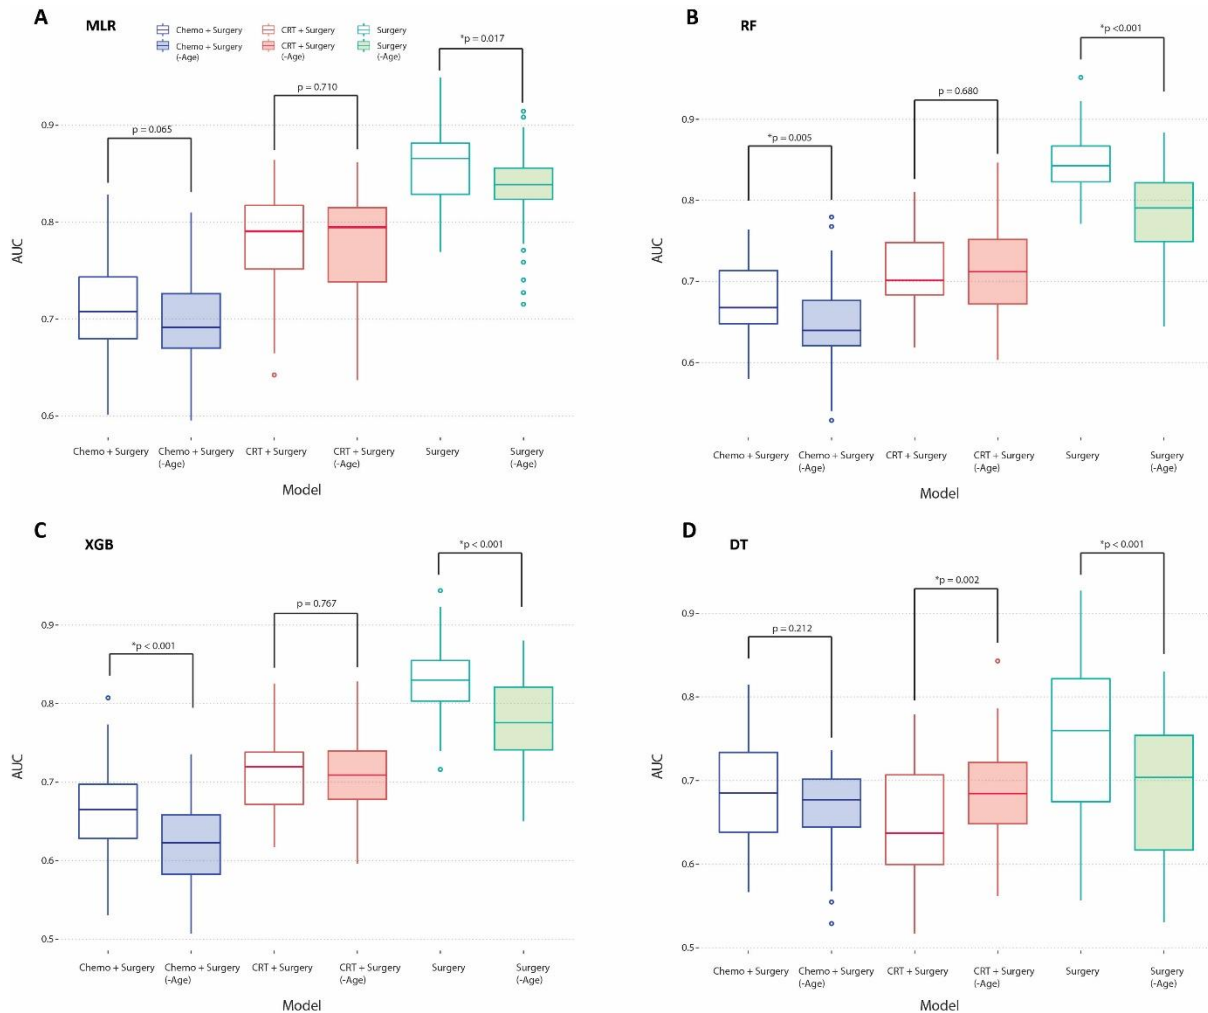 A
MLR
Chemo + Surgery
CRT + Surgery
Surgery
Chemo + Surgery
(-Age)
CRT + Surgery
(-Age)
Surgery
(-Age)
*p = 0.017
p = 0.710
p = 0.065
0.9
0.8
0.7
0.6
AUC
Chemo + Surgery
Chemo + Surgery
(-Age)
CRT + Surgery
CRT + Surgery
(-Age)
Surgery
Surgery
(-Age)
Model
B
RF
*p <0.001
p = 0.680
*p = 0.005
0.9
0.8
0.7
0.6
AUC
Chemo + Surgery
Chemo + Surgery
(-Age)
CRT + Surgery
CRT + Surgery
(-Age)
Surgery
Surgery
(-Age)
Model
C
XGB
*p < 0.001
p = 0.767
*p < 0.001
0.9
0.8
0.7
0.6
0.5
AUC
Chemo + Surgery
Chemo + Surgery
(-Age)
CRT + Surgery
CRT + Surgery
(-Age)
Surgery
Surgery
(-Age)
Model
D
DT
*p < 0.001
*p = 0.002
p = 0.212
0.9
0.8
0.7
0.6
0.5
AUC
Chemo + Surgery
Chemo + Surgery
(-Age)
CRT + Surgery
CRT + Surgery
(-Age)
Surgery
Surgery
(-Age)
Model